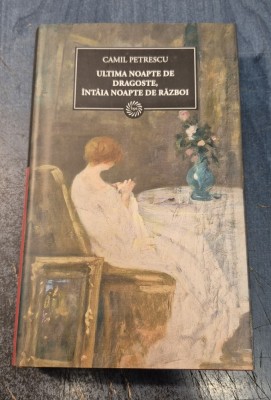 CAMIL PETRESCU
ULTIMA NOAPTE DE
DRAGOSTE,
ÎNTÂIA NOAPTE DE RĂZBOI